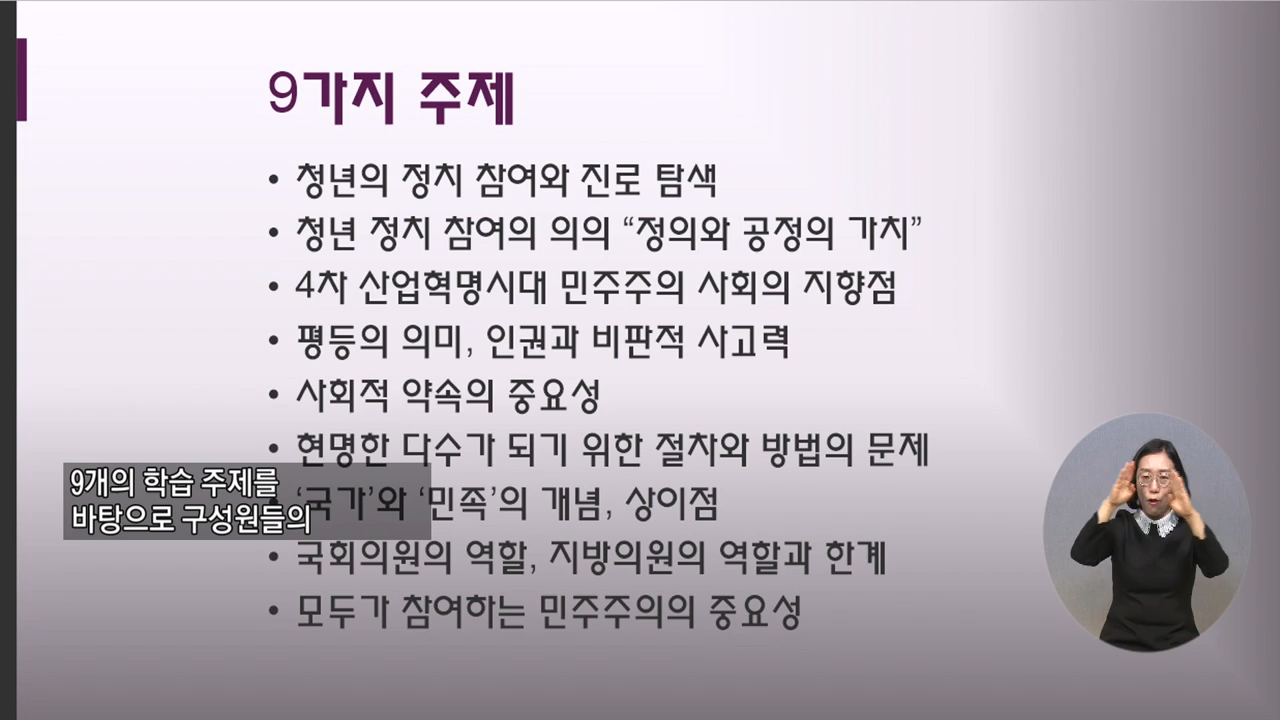 9가지 주제
• 청년의 정치 참여와 진로 탐색
• 청년 정치 참여의 의의 “정의와 공정의 가치”
• 4차 산업혁명시대 민주주의 사회의 지향점
• 평등의 의미, 인권과 비판적 사고력
• 사회적 약속의 중요성
• 현명한 다수가 되기 위한 절차와 방법의 문제
• ‘국가’와 ‘민족’의 개념, 상이점
• 국회의원의 역할, 지방의원의 역할과 한계
• 모두가 참여하는 민주주의의 중요성
9개의 학습 주제를
바탕으로 구성원들의